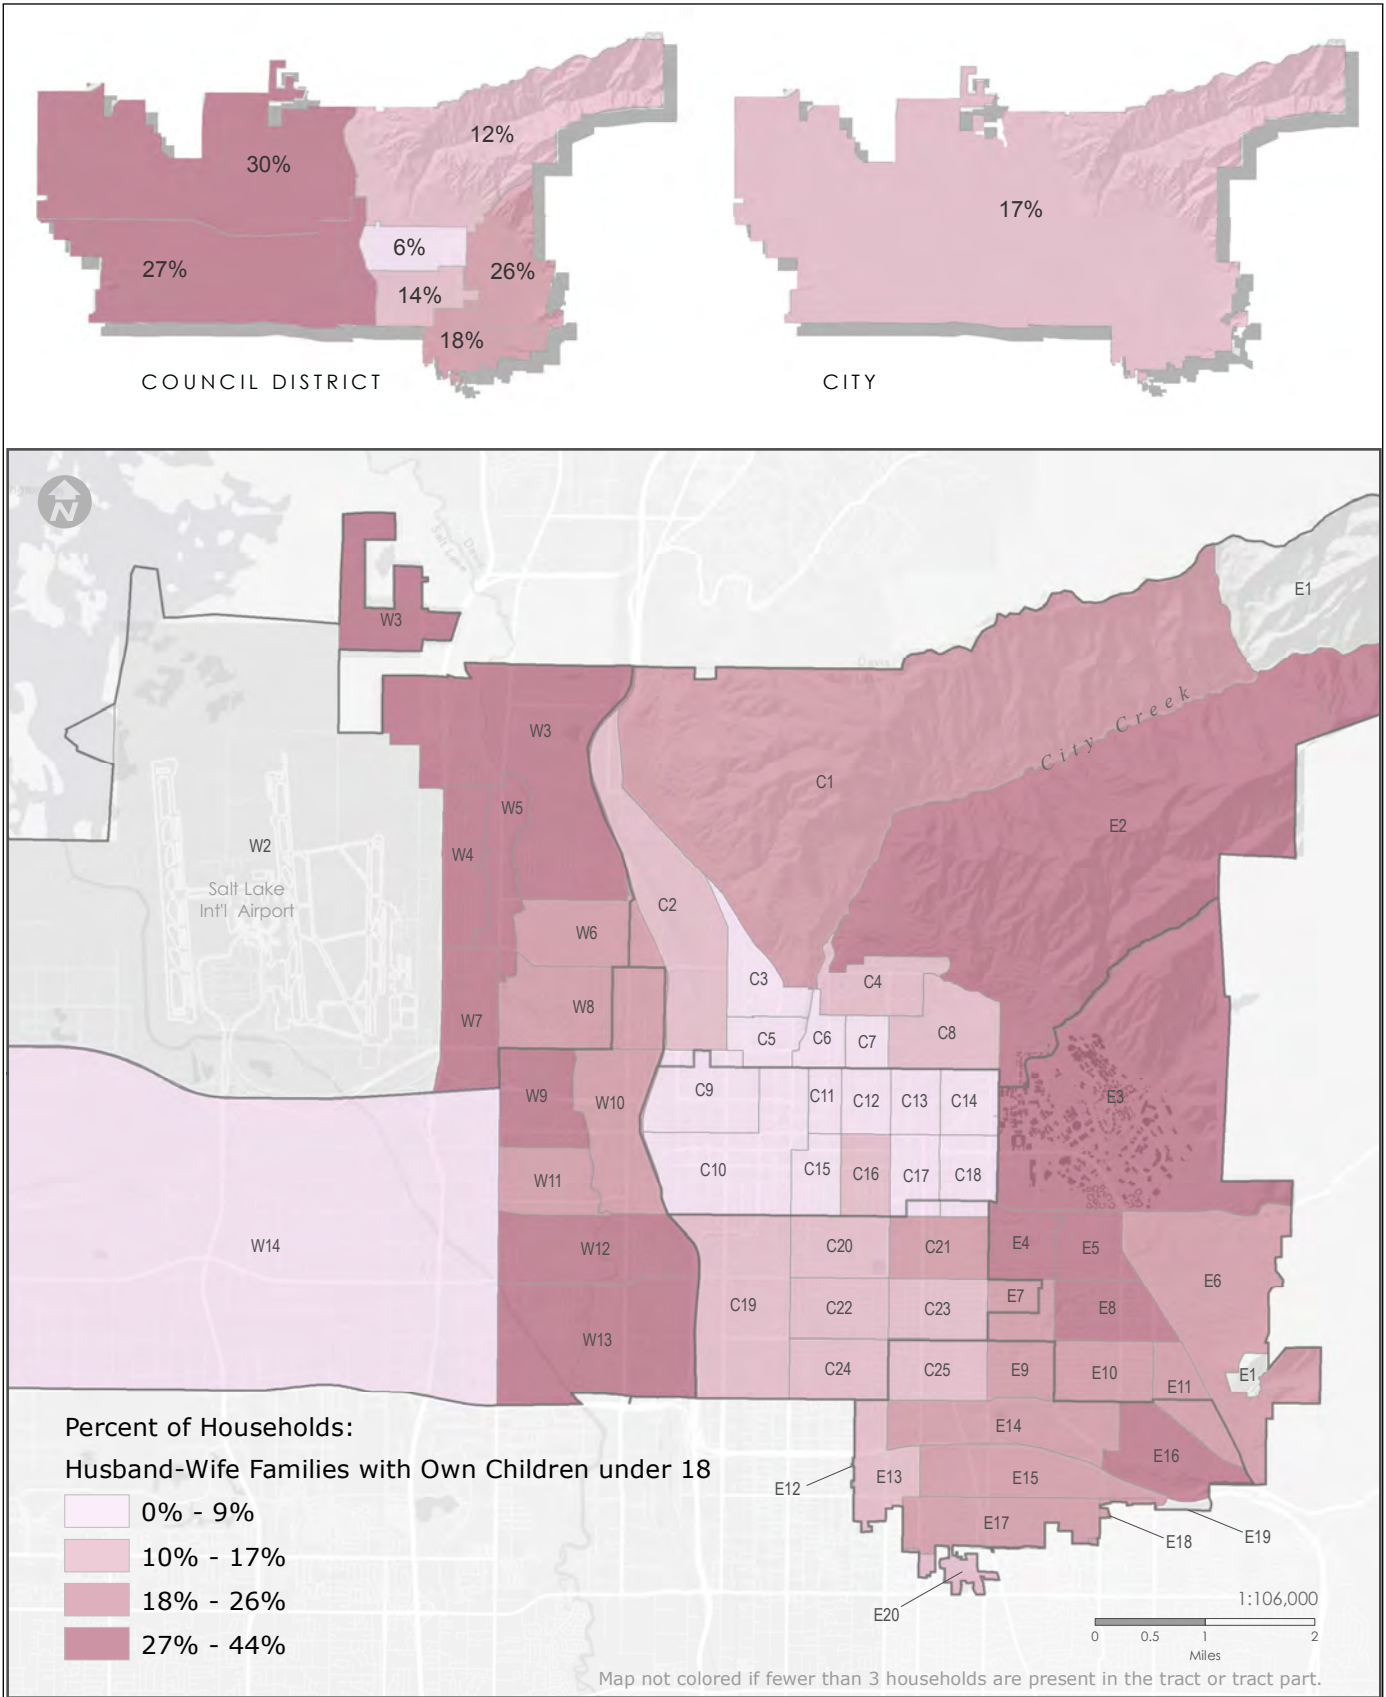 12%
30%
6%
27%
26%
14%
18%
COUNCIL DISTRICT
17%
CITY
N
Davis
Salt Lake
E1
W3
Davis
City Creek
W3
C1
W5
E2
W2
W4
Salt Lake
Int'l Airport
C2
W6
C3
C4
W8
W7
C8
C5
C6
C7
C9
W9
C11
C12
C13
C14
E3
W10
C10
C15
C16
C17
C18
W11
W14
W12
C20
C21
E4
E5
E6
C19
C22
C23
E7
E8
W13
C24
C25
E9
E10
E11
E1
Percent of Households:
Husband-Wife Families with Own Children under 18
E14
E16
E12
E13
E15
0% - 9%
E17
E18
E19
10% - 17%
18% - 26%
E20
1:106,000
27% - 44%
0 0.5 1 2
Miles
Map not colored if fewer than 3 households are present in the tract or tract part.